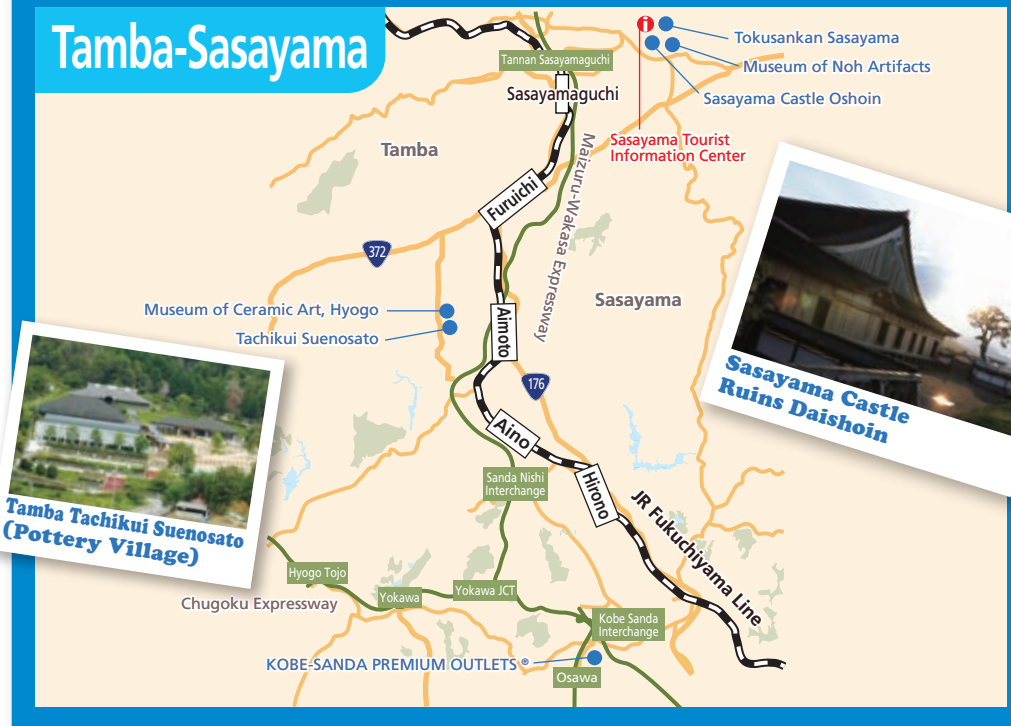 Tamba-Sasayama
Tannan Sasayamaguchi
Sasayamaguchi
i
Tokusankan Sasayama
Museum of Noh Artifacts
Sasayama Castle Oshoin
Sasayama Tourist
Information Center
Tamba
Maizuru-Wakasa Expressway
Furuichi
372
Sasayama
Museum of Ceramic Art, Hyogo
Tachikui Suenosato
Aimoto
176
Sasayama Castle
Ruins Daishoin
Aino
Sanda Nishi
Interchange
Hirono
JR Fukuchiyama Line
Tamba Tachikui Suenosato
(Pottery Village)
Hyogo Tojo
Chugoku Expressway
Yokawa
Yokawa JCT
Kobe Sanda
Interchange
KOBE-SANDA PREMIUM OUTLETS®
Osawa